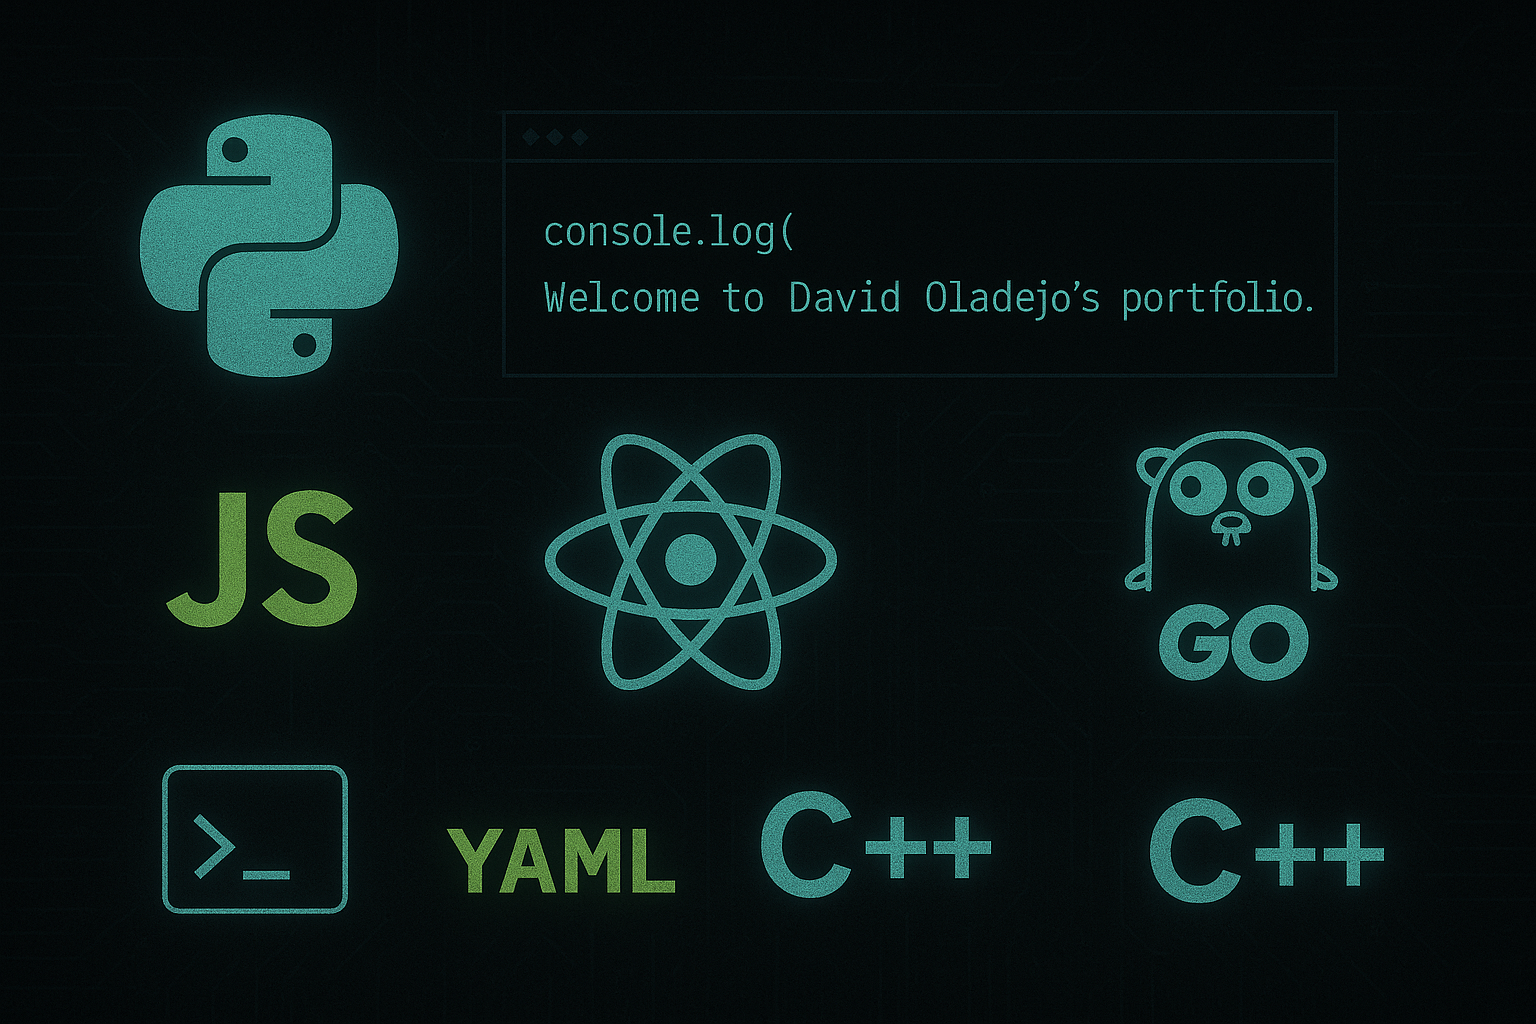 console.log(
Welcome to David Oladejo’s portfolio.
JS
GO
>_
YAML
C++
C++